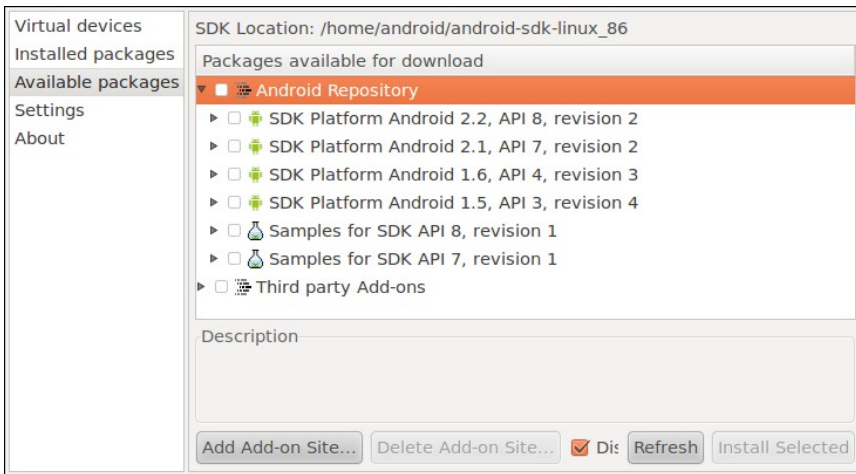 Virtual devices
Installed packages
Available packages
Settings
About
SDK Location: /home/android/android-sdk-linux_86
Packages available for download
Android Repository
SDK Platform Android 2.2, API 8, revision 2
SDK Platform Android 2.1, API 7, revision 2
SDK Platform Android 1.6, API 4, revision 3
SDK Platform Android 1.5, API 3, revision 4
Samples for SDK API 8, revision 1
Samples for SDK API 7, revision 1
Third party Add-ons
Description
Add Add-on Site... Delete Add-on Site... Dis Refresh Install Selected